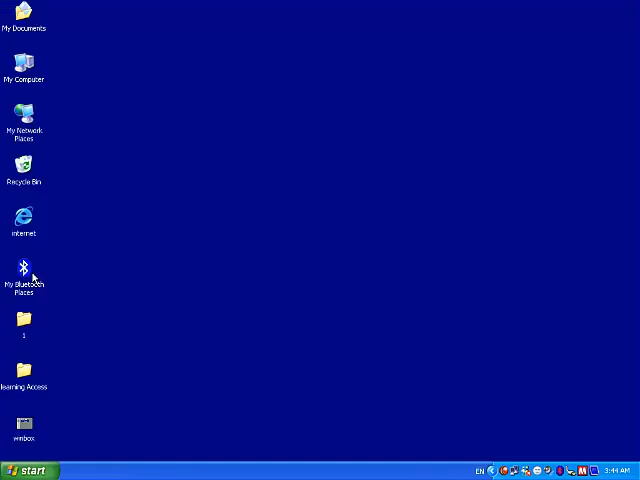 My Documents
My Computer
My Network
Places
Recycle Bin
internet
My Bluetooth
Places
1
learning Access
winbox
start
EN
M
3:44 AM